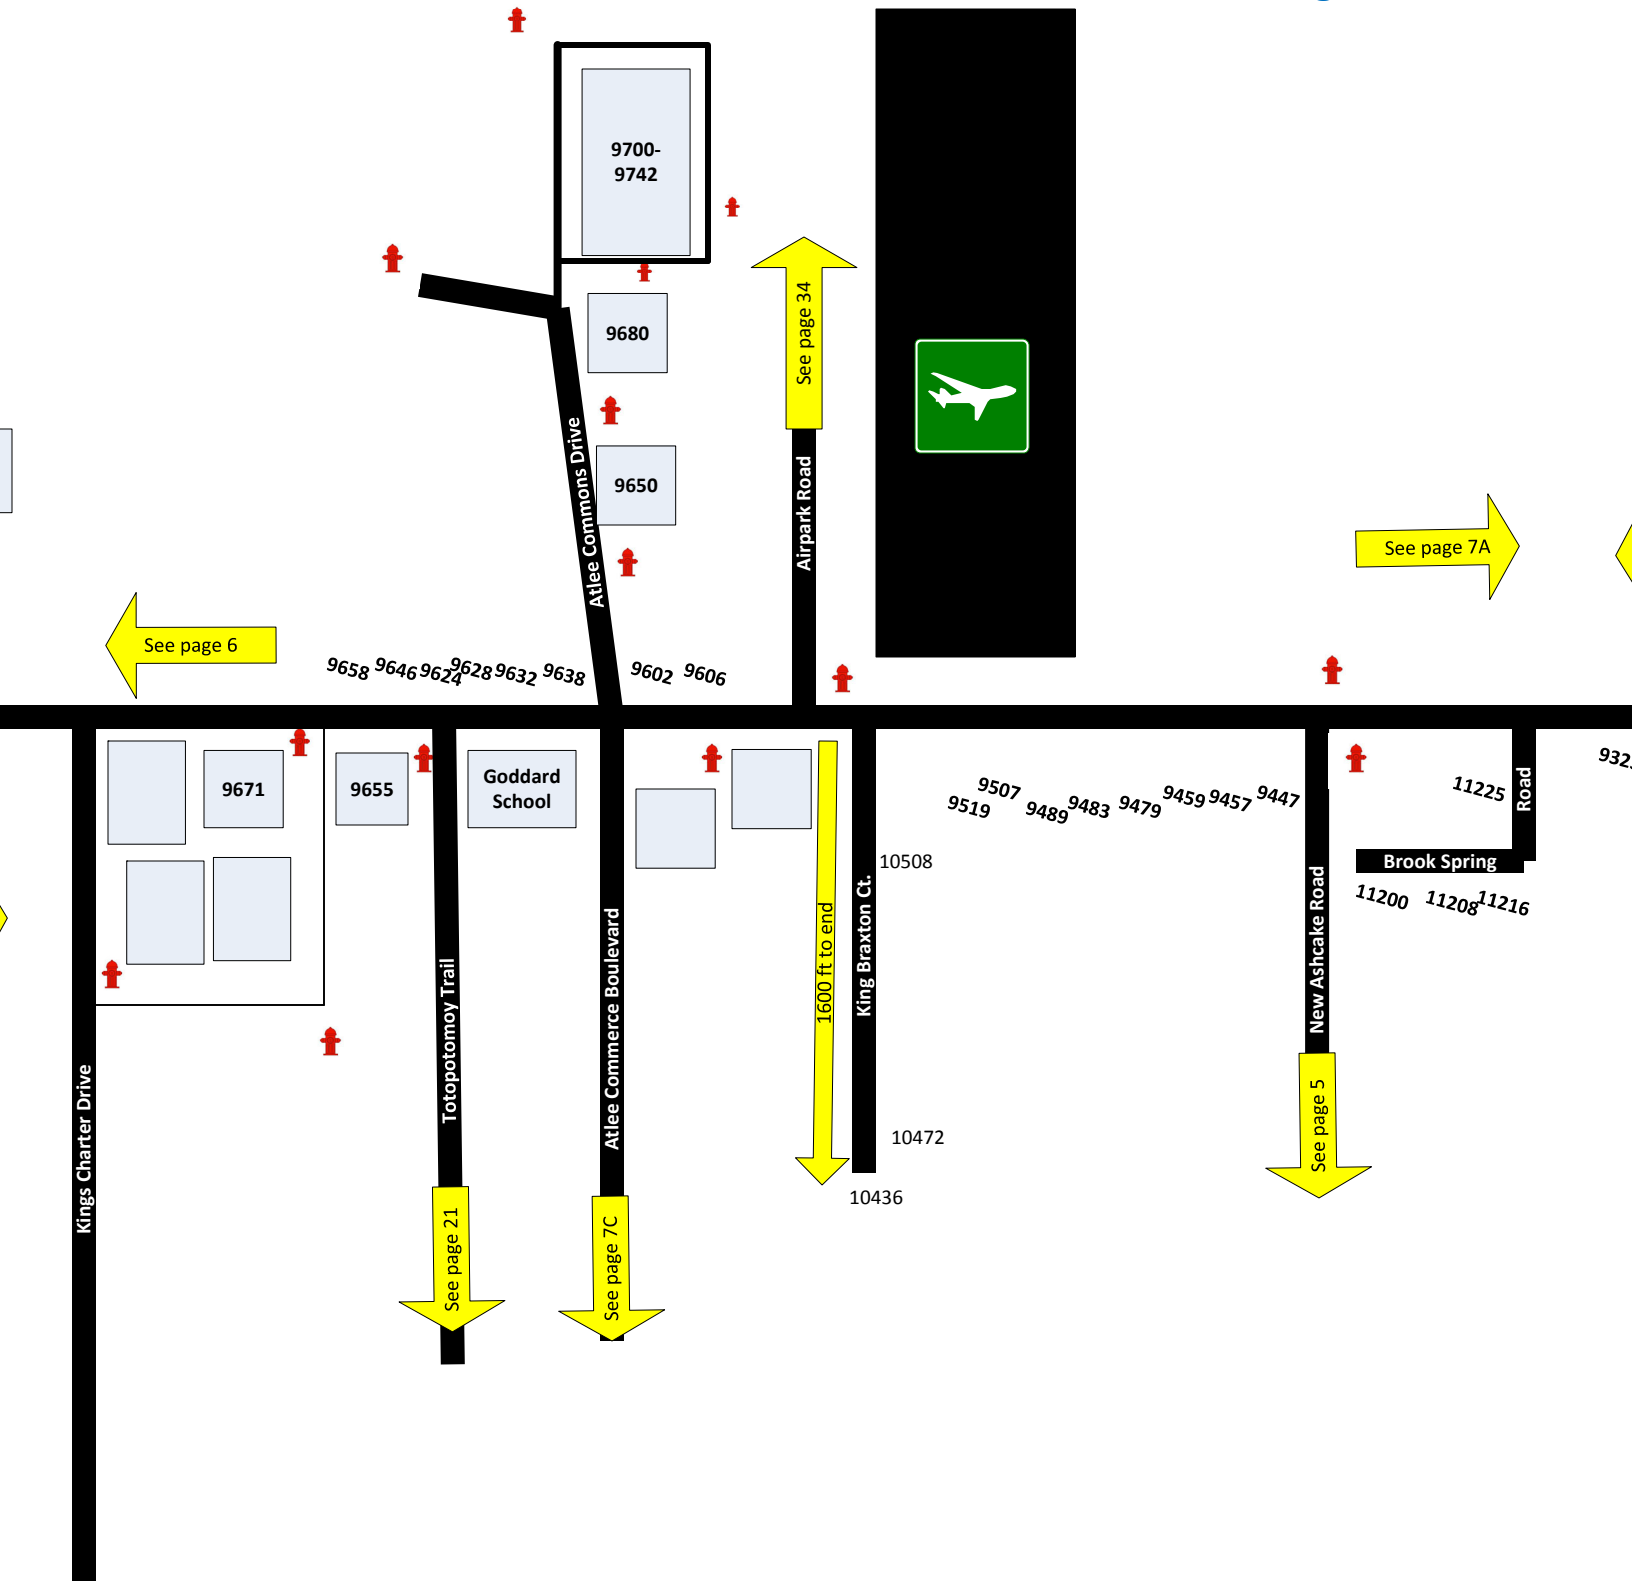 9700-
9742
9680
9650
Atlee Commons Drive
See page 34
Airpark Road
See page 7A
See page 6
9658
9646
9624
9628
9632
9638
9602
9606
9671
9655
Goddard
School
9519
9507
9489
9483
9479
9459
9457
9447
11225
Road
Brook Spring
11200
11208
11216
10508
10472
10436
1600 ft to end
King Braxton Ct.
New Ashcake Road
See page 5
Kings Charter Drive
Totopotomoy Trail
See page 21
Atlee Commerce Boulevard
See page 7C